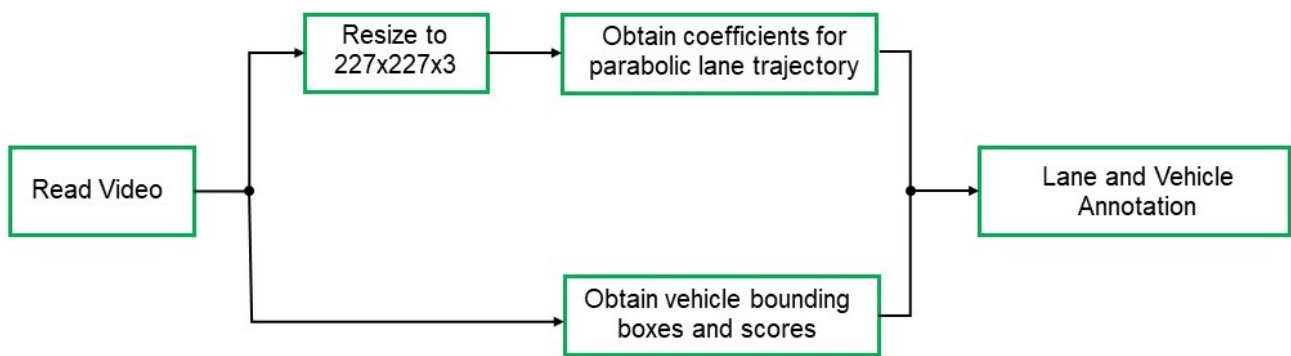 Read Video
Resize to
227x227x3
Obtain coefficients for
parabolic lane trajectory
Obtain vehicle bounding
boxes and scores
Lane and Vehicle
Annotation